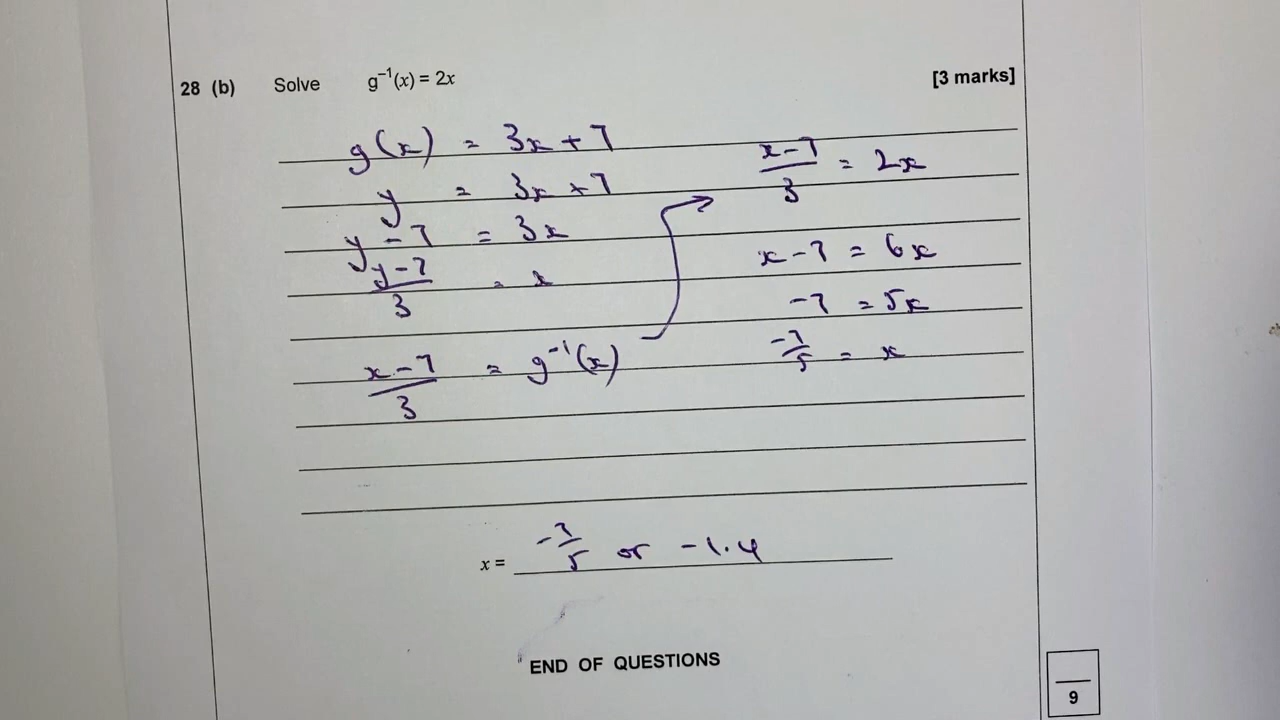 28 (b) Solve g⁻¹(x) = 2x [3 marks]
g(x) = 3x + 7
y = 3x + 7
y - 7 = 3x
y - 7 / 3 = x
x - 7 / 3 = g⁻¹(x)
x - 7 / 3 = 2x
x - 7 = 6x
-7 = 5x
-7/5 = x
x = -7/5 or -1.4
END OF QUESTIONS
9